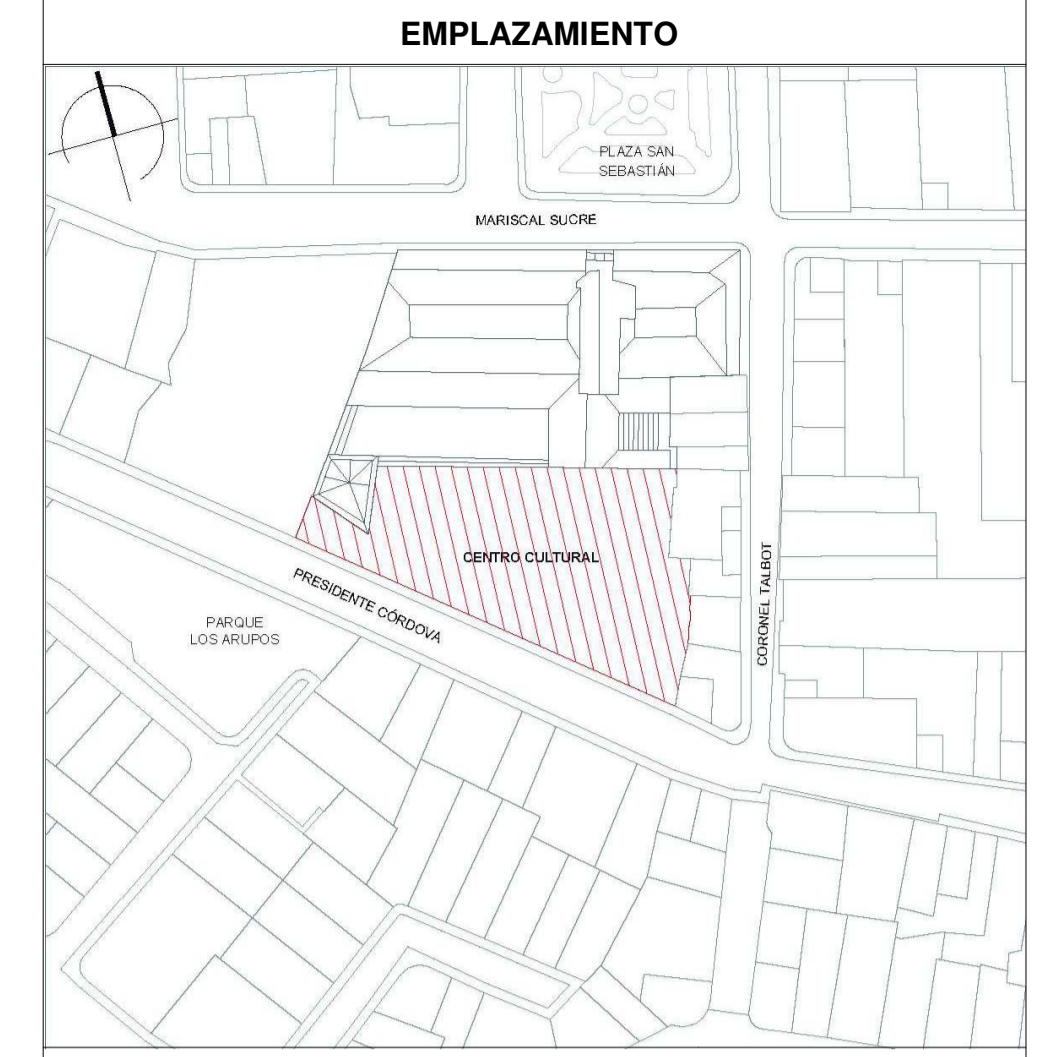 EMPLAZAMIENTO
PLAZA SAN
SEBASTIÁN
MARISCAL SUCRE
CENTRO CULTURAL
CORONEL TALBOT
PRESIDENTE CÓRDOVA
PARQUE
LOS ARUPOS